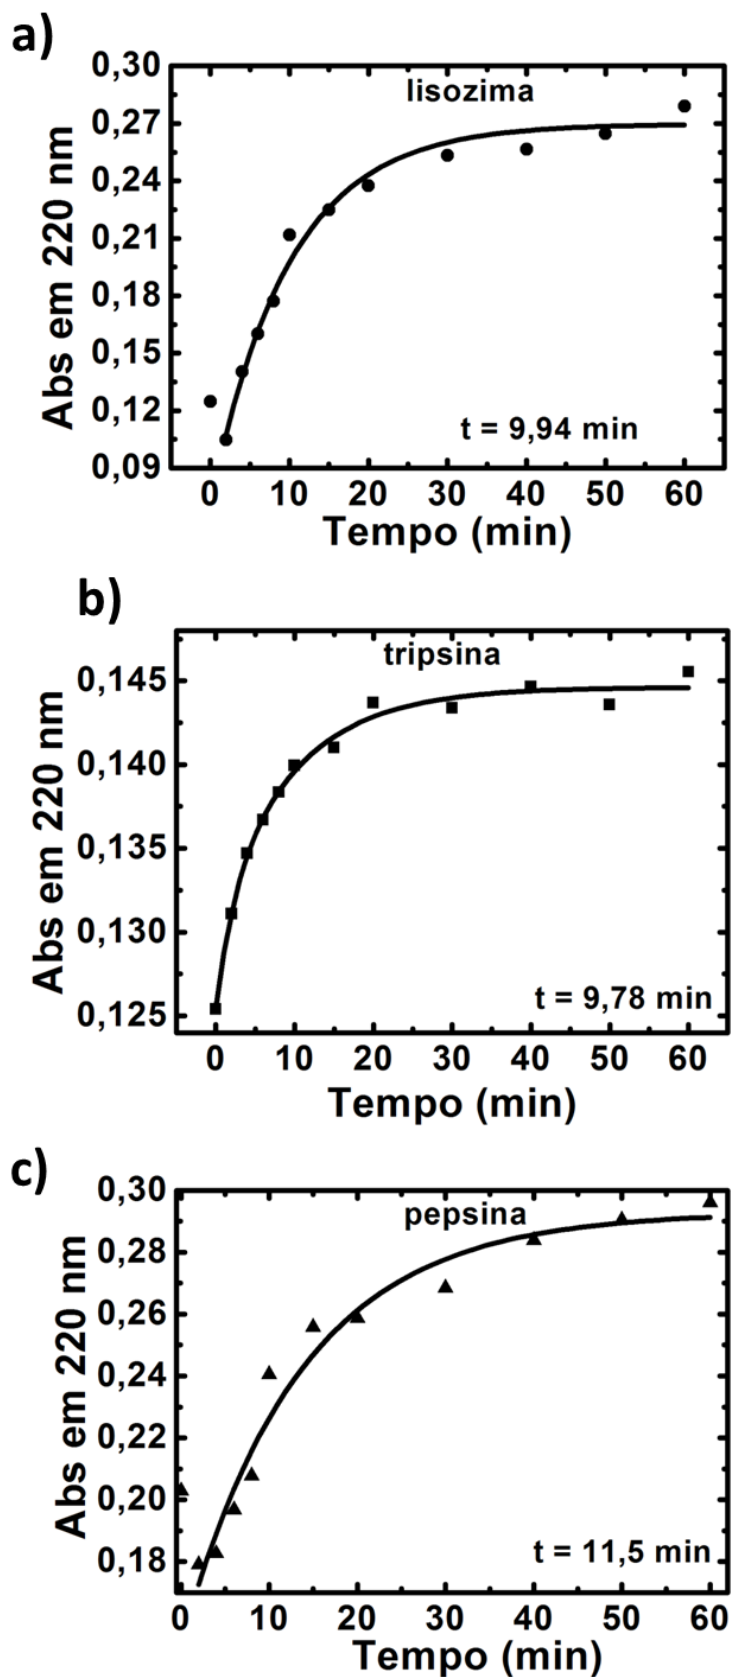 a)
lisozima
0,30
0,27
0,24
0,21
0,18
0,15
0,12
0,09
Abs em 220 nm
t = 9,94 min
0 10 20 30 40 50 60
Tempo (min)
b)
tripsina
0,145
0,140
0,135
0,130
0,125
Abs em 220 nm
t = 9,78 min
0 10 20 30 40 50 60
Tempo (min)
c)
pepsina
0,30
0,28
0,26
0,24
0,22
0,20
0,18
Abs em 220 nm
t = 11,5 min
0 10 20 30 40 50 60
Tempo (min)